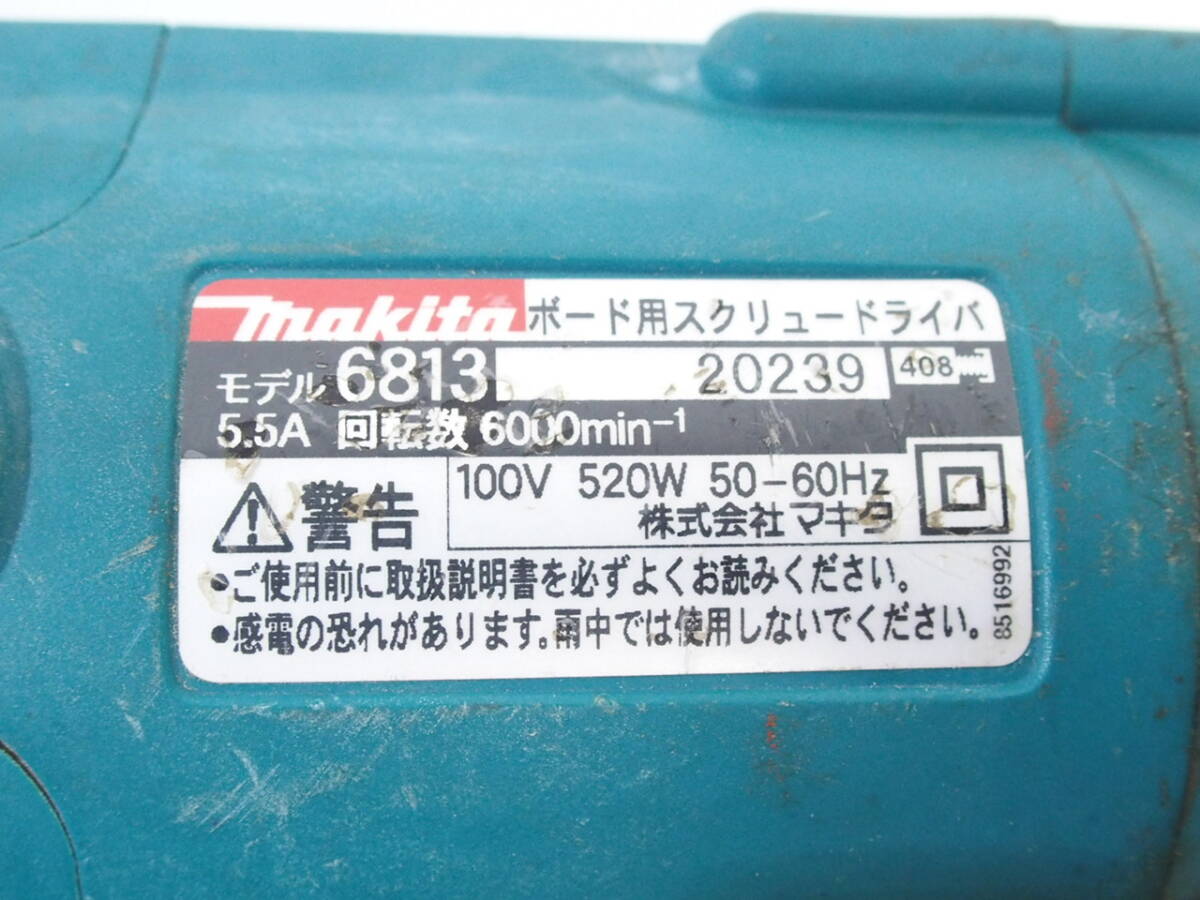 makita ボード用スクリュードライバ
モデル 6813 20239 408
5.5A 回転数 6000min⁻¹
100V 520W 50-60Hz
株式会社 マキタ
警告
•ご使用前に取扱説明書を必ずよくお読みください。
•感電の恐れがあります。雨中では使用しないでください。
8516992